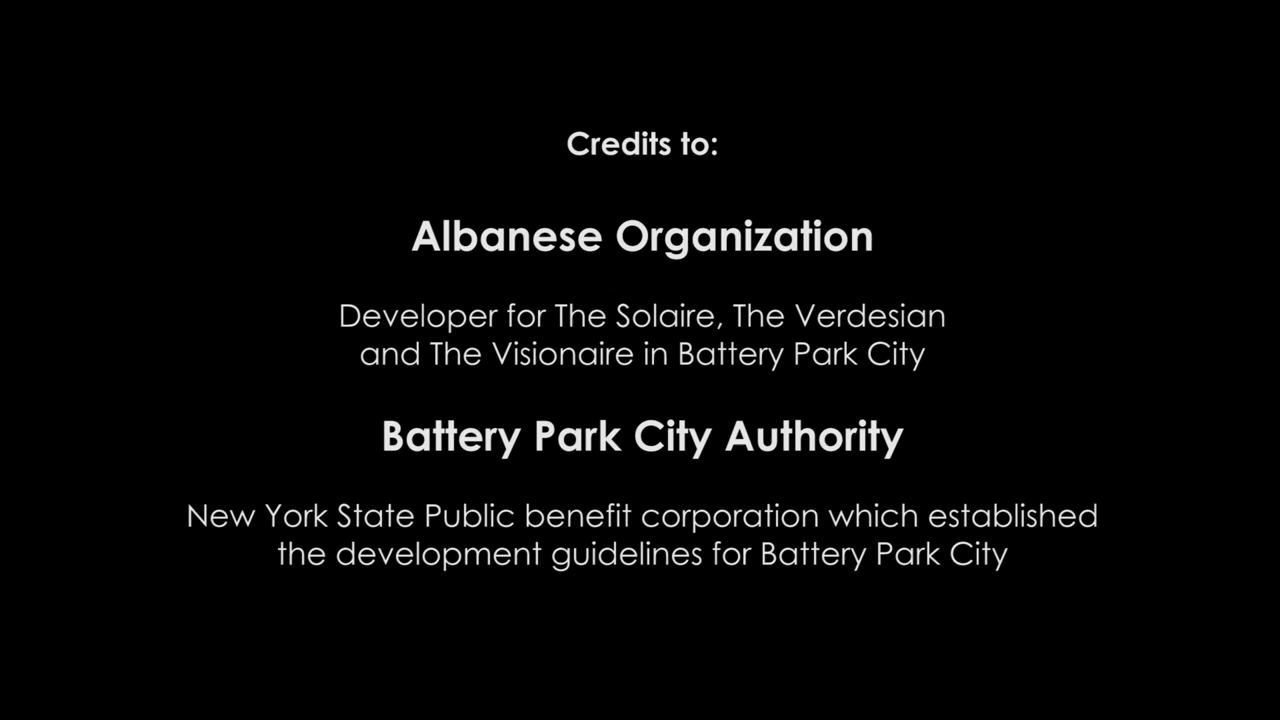 Credits to:
Albanese Organization
Developer for The Solaire, The Verdesian
and The Visionaire in Battery Park City
Battery Park City Authority
New York State Public benefit corporation which established
the development guidelines for Battery Park City